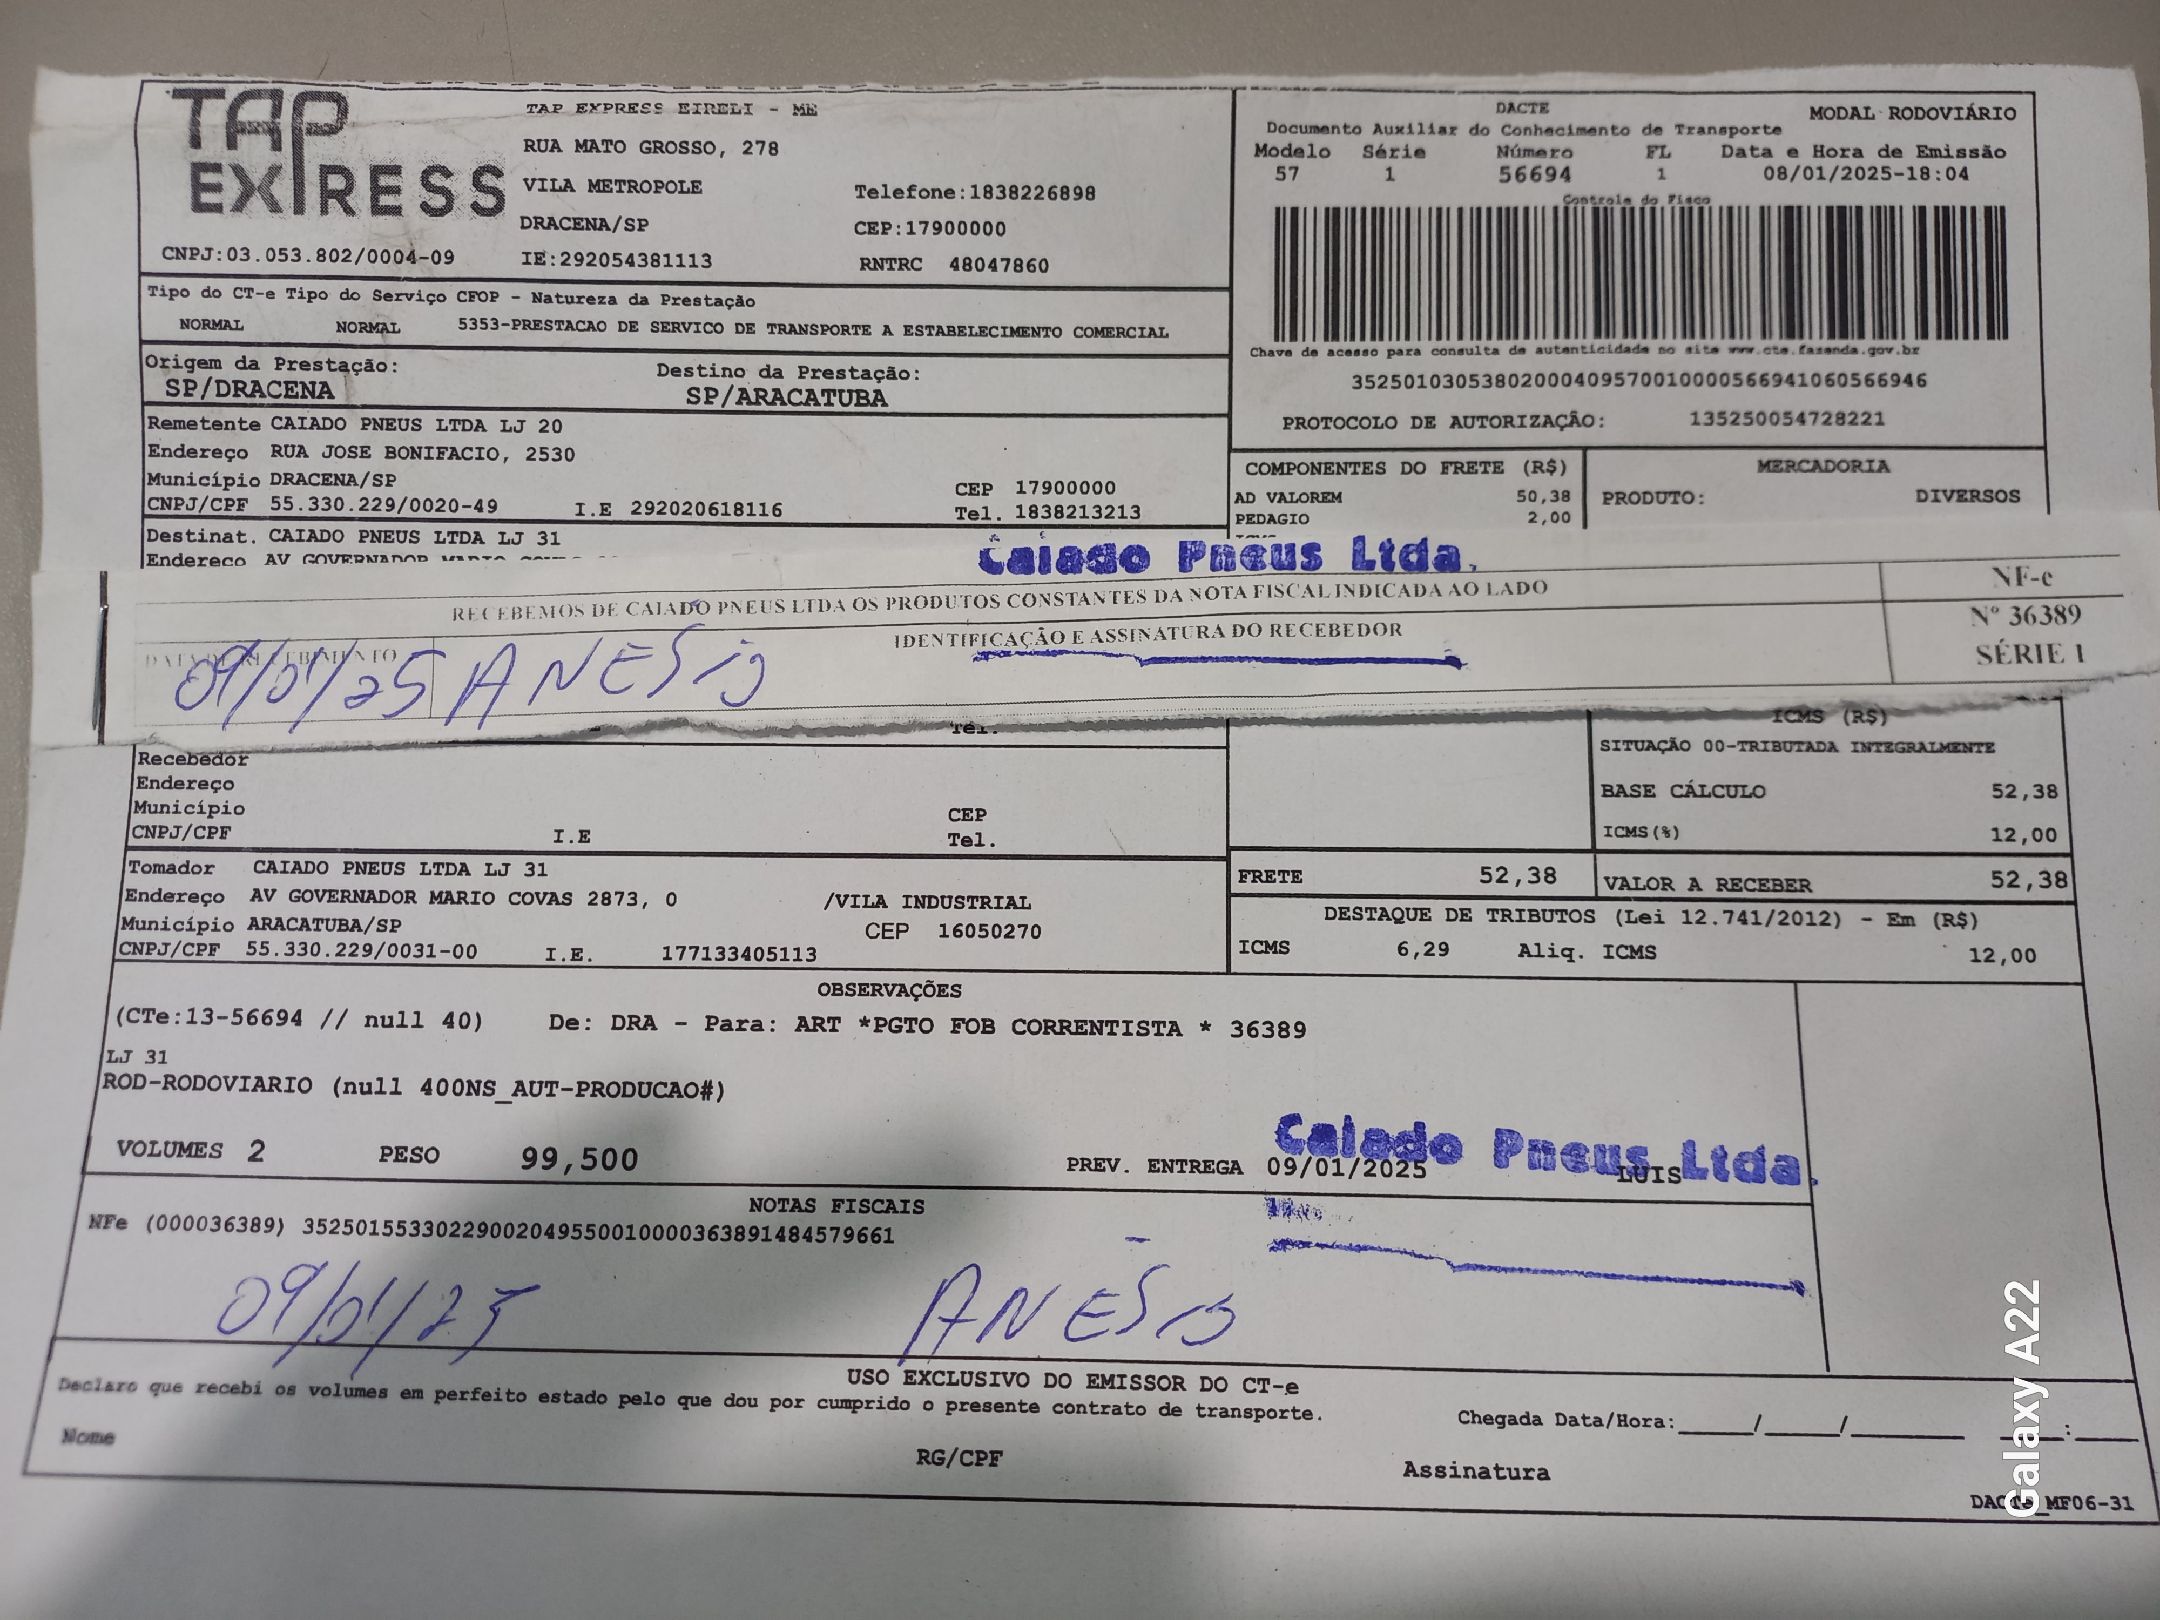 TAP EXPRESS
TAP EXPRESS EIRELI - ME
RUA MATO GROSSO, 278
VILA METROPOLE
Telefone:1838226898
DRACENA/SP
CEP:17900000
CNPJ:03.053.802/0004-09
IE:292054381113
RNTRC 48047860
DACTE
MODAL RODOVIÁRIO
Documento Auxiliar do Conhecimento de Transporte
Modelo Série Número FL Data e Hora de Emissão
57 1 56694 1 08/01/2025-18:04
Controle do Fisco
Chave de acesso para consulta de autenticidade no site www.cte.fazenda.gov.br
35250103053802000409570010000566941060566946
PROTOCOLO DE AUTORIZAÇÃO: 135250054728221
Tipo do CT-e Tipo do Serviço CFOP - Natureza da Prestação
NORMAL NORMAL 5353-PRESTACAO DE SERVICO DE TRANSPORTE A ESTABELECIMENTO COMERCIAL
Origem da Prestação: Destino da Prestação:
SP/DRACENA SP/ARACATUBA
Remetente CAIADO PNEUS LTDA LJ 20
Endereço RUA JOSE BONIFACIO, 2530
Município DRACENA/SP CEP 17900000
CNPJ/CPF 55.330.229/0020-49 I.E 292020618116 Tel. 1838213213
COMPONENTES DO FRETE (R$)
AD VALOREM 50,38
PEDAGIO 2,00
MERCADORIA
PRODUTO: DIVERSOS
Destinat. CAIADO PNEUS LTDA LJ 31
Endereço AV GOVERNADOR MARIO
Caiado Pneus Ltda.
RECEBEMOS DE CAIADO PNEUS LTDA OS PRODUTOS CONSTANTES DA NOTA FISCAL INDICADA AO LADO
NF-e
Nº 36389
SÉRIE 1
DATA DE RECEBIMENTO
IDENTIFICAÇÃO E ASSINATURA DO RECEBEDOR
09/01/25 ANESIO
Tel.
Recebedor
Endereço
Município CEP
CNPJ/CPF I.E Tel.
ICMS (R$)
SITUAÇÃO 00-TRIBUTADA INTEGRALMENTE
BASE CÁLCULO 52,38
ICMS(%) 12,00
Tomador CAIADO PNEUS LTDA LJ 31
Endereço AV GOVERNADOR MARIO COVAS 2873, 0 /VILA INDUSTRIAL
Município ARACATUBA/SP CEP 16050270
CNPJ/CPF 55.330.229/0031-00 I.E. 177133405113
FRETE 52,38 VALOR A RECEBER 52,38
DESTAQUE DE TRIBUTOS (Lei 12.741/2012) - Em (R$)
ICMS 6,29 Aliq. ICMS 12,00
OBSERVAÇÕES
(CTe:13-56694 // null 40) De: DRA - Para: ART *PGTO FOB CORRENTISTA * 36389
LJ 31
ROD-RODOVIARIO (null 400NS_AUT-PRODUCAO#)
VOLUMES 2 PESO 99,500 PREV. ENTREGA 09/01/2025 LUIS
Caiado Pneus Ltda.
NOTAS FISCAIS
NFe (000036389) 35250155330229002049550010000363891484579661
09/01/25 ANESIO
USO EXCLUSIVO DO EMISSOR DO CT-e
Declaro que recebi os volumes em perfeito estado pelo que dou por cumprido o presente contrato de transporte.
Chegada Data/Hora:____/____/______ ____:____
Nome RG/CPF Assinatura
DACTE_MF06-31
Galaxy A22